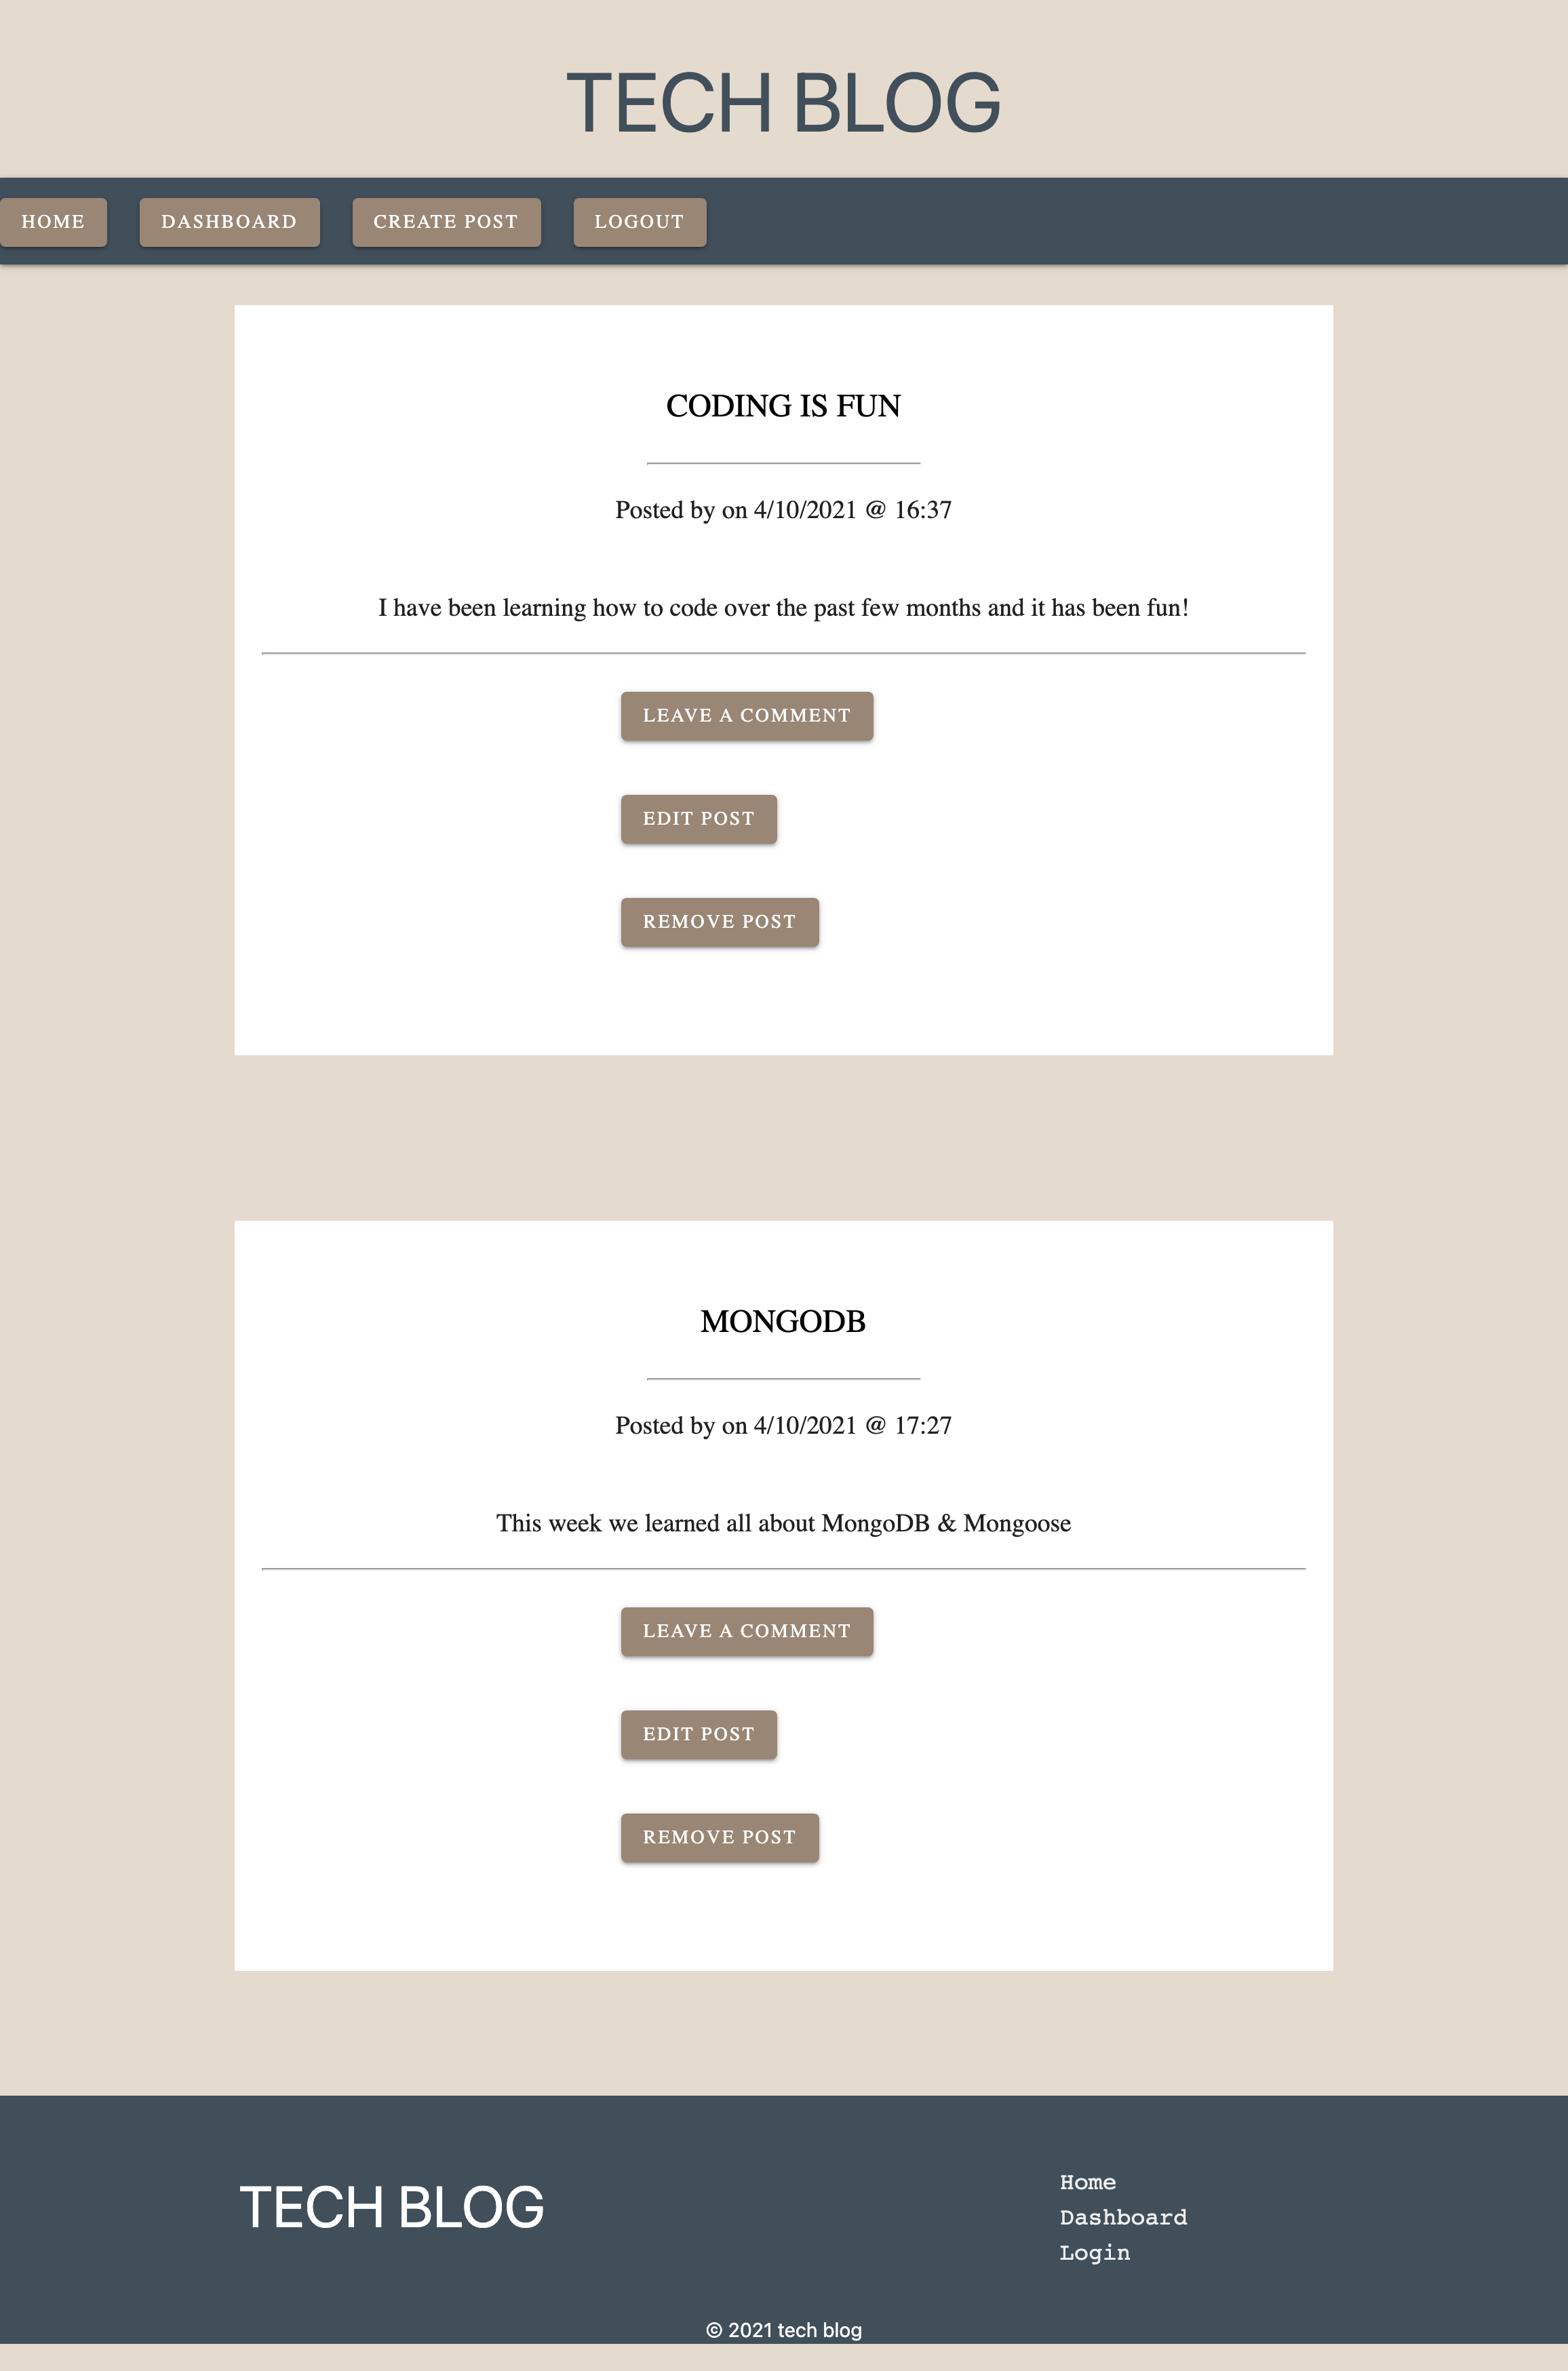 TECH BLOG
HOME DASHBOARD CREATE POST LOGOUT
CODING IS FUN
Posted by on 4/10/2021 @ 16:37
I have been learning how to code over the past few months and it has been fun!
LEAVE A COMMENT
EDIT POST
REMOVE POST
MONGODB
Posted by on 4/10/2021 @ 17:27
This week we learned all about MongoDB & Mongoose
LEAVE A COMMENT
EDIT POST
REMOVE POST
TECH BLOG
Home
Dashboard
Login
© 2021 tech blog